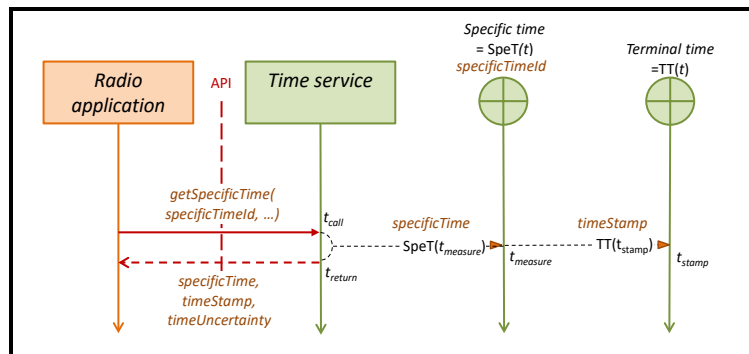 Specific time
= SpeT(t)
specificTimeId
Terminal time
=TT(t)
Radio
application
API
Time service
getSpecificTime(
specificTimeId, …)
t_call
specificTime
timeStamp
SpeT(t_measure)
TT(t_stamp)
t_measure
t_stamp
t_return
specificTime,
timeStamp,
timeUncertainty